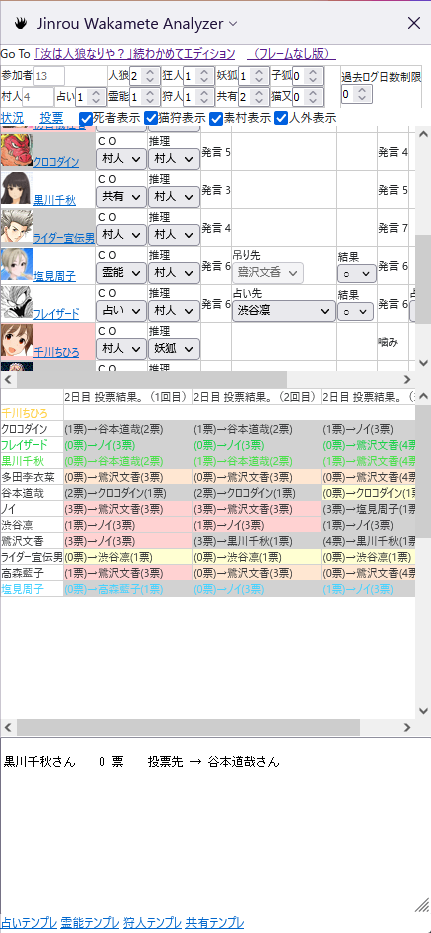 Jinrou Wakamete Analyzer
Go To 「汝は人狼なりや？」続わかめてエディション （フレームなし版）
参加者 13 人狼 2 狂人 1 妖狐 1 子狐 0 過去ログ日数制限
村人 4 占い 1 霊能 1 狩人 1 共有 2 猫又 0 0
状況 投票 死者表示 猫狩表示 素村表示 人外表示
ＣＯ 推理
クロコダイン 村人 村人 発言 5 発言 4
ＣＯ 推理
黒川千秋 共有 村人 発言 3 発言 5
ＣＯ 推理
ライダー宣伝男 村人 村人 発言 4 発言 7
ＣＯ 推理 吊り先 結果
塩見周子 霊能 村人 発言 6 鷺沢文香 ○ 発言 6
ＣＯ 推理 占い先 結果
フレイザード 占い 村人 発言 6 渋谷凛 ○ 発言 6
ＣＯ 推理
千川ちひろ 村人 妖狐 噛み
2日目 投票結果。（1回目） 2日目 投票結果。（2回目） 2日目 投票結果。
千川ちひろ
クロコダイン (1票)→谷本道哉(2票) (1票)→谷本道哉(2票) (1票)→ノイ(3票)
フレイザード (0票)→ノイ(3票) (0票)→ノイ(3票) (0票)→鷺沢文香(4票
黒川千秋 (0票)→谷本道哉(2票) (0票)→谷本道哉(2票) (0票)→鷺沢文香(4票
多田李衣菜 (0票)→鷺沢文香(3票) (0票)→鷺沢文香(3票) (0票)→鷺沢文香(4票
谷本道哉 (2票)→クロコダイン(1票) (2票)→クロコダイン(1票) (0票)→クロコダイン(1票
ノイ (3票)→鷺沢文香(3票) (3票)→鷺沢文香(3票) (3票)→塩見周子(1票)
渋谷凛 (1票)→ノイ(3票) (1票)→ノイ(3票) (1票)→ノイ(3票)
鷺沢文香 (3票)→ノイ(3票) (3票)→黒川千秋(1票) (4票)→黒川千秋(1票
ライダー宣伝男 (0票)→渋谷凛(1票) (0票)→渋谷凛(1票) (0票)→渋谷凛(1票)
高森藍子 (1票)→鷺沢文香(3票) (0票)→鷺沢文香(3票) (0票)→鷺沢文香(4票
塩見周子 (0票)→高森藍子(1票) (0票)→ノイ(3票) (1票)→ノイ(3票)
黒川千秋さん 0 票 投票先 → 谷本道哉さん
占いテンプレ 霊能テンプレ 狩人テンプレ 共有テンプレ